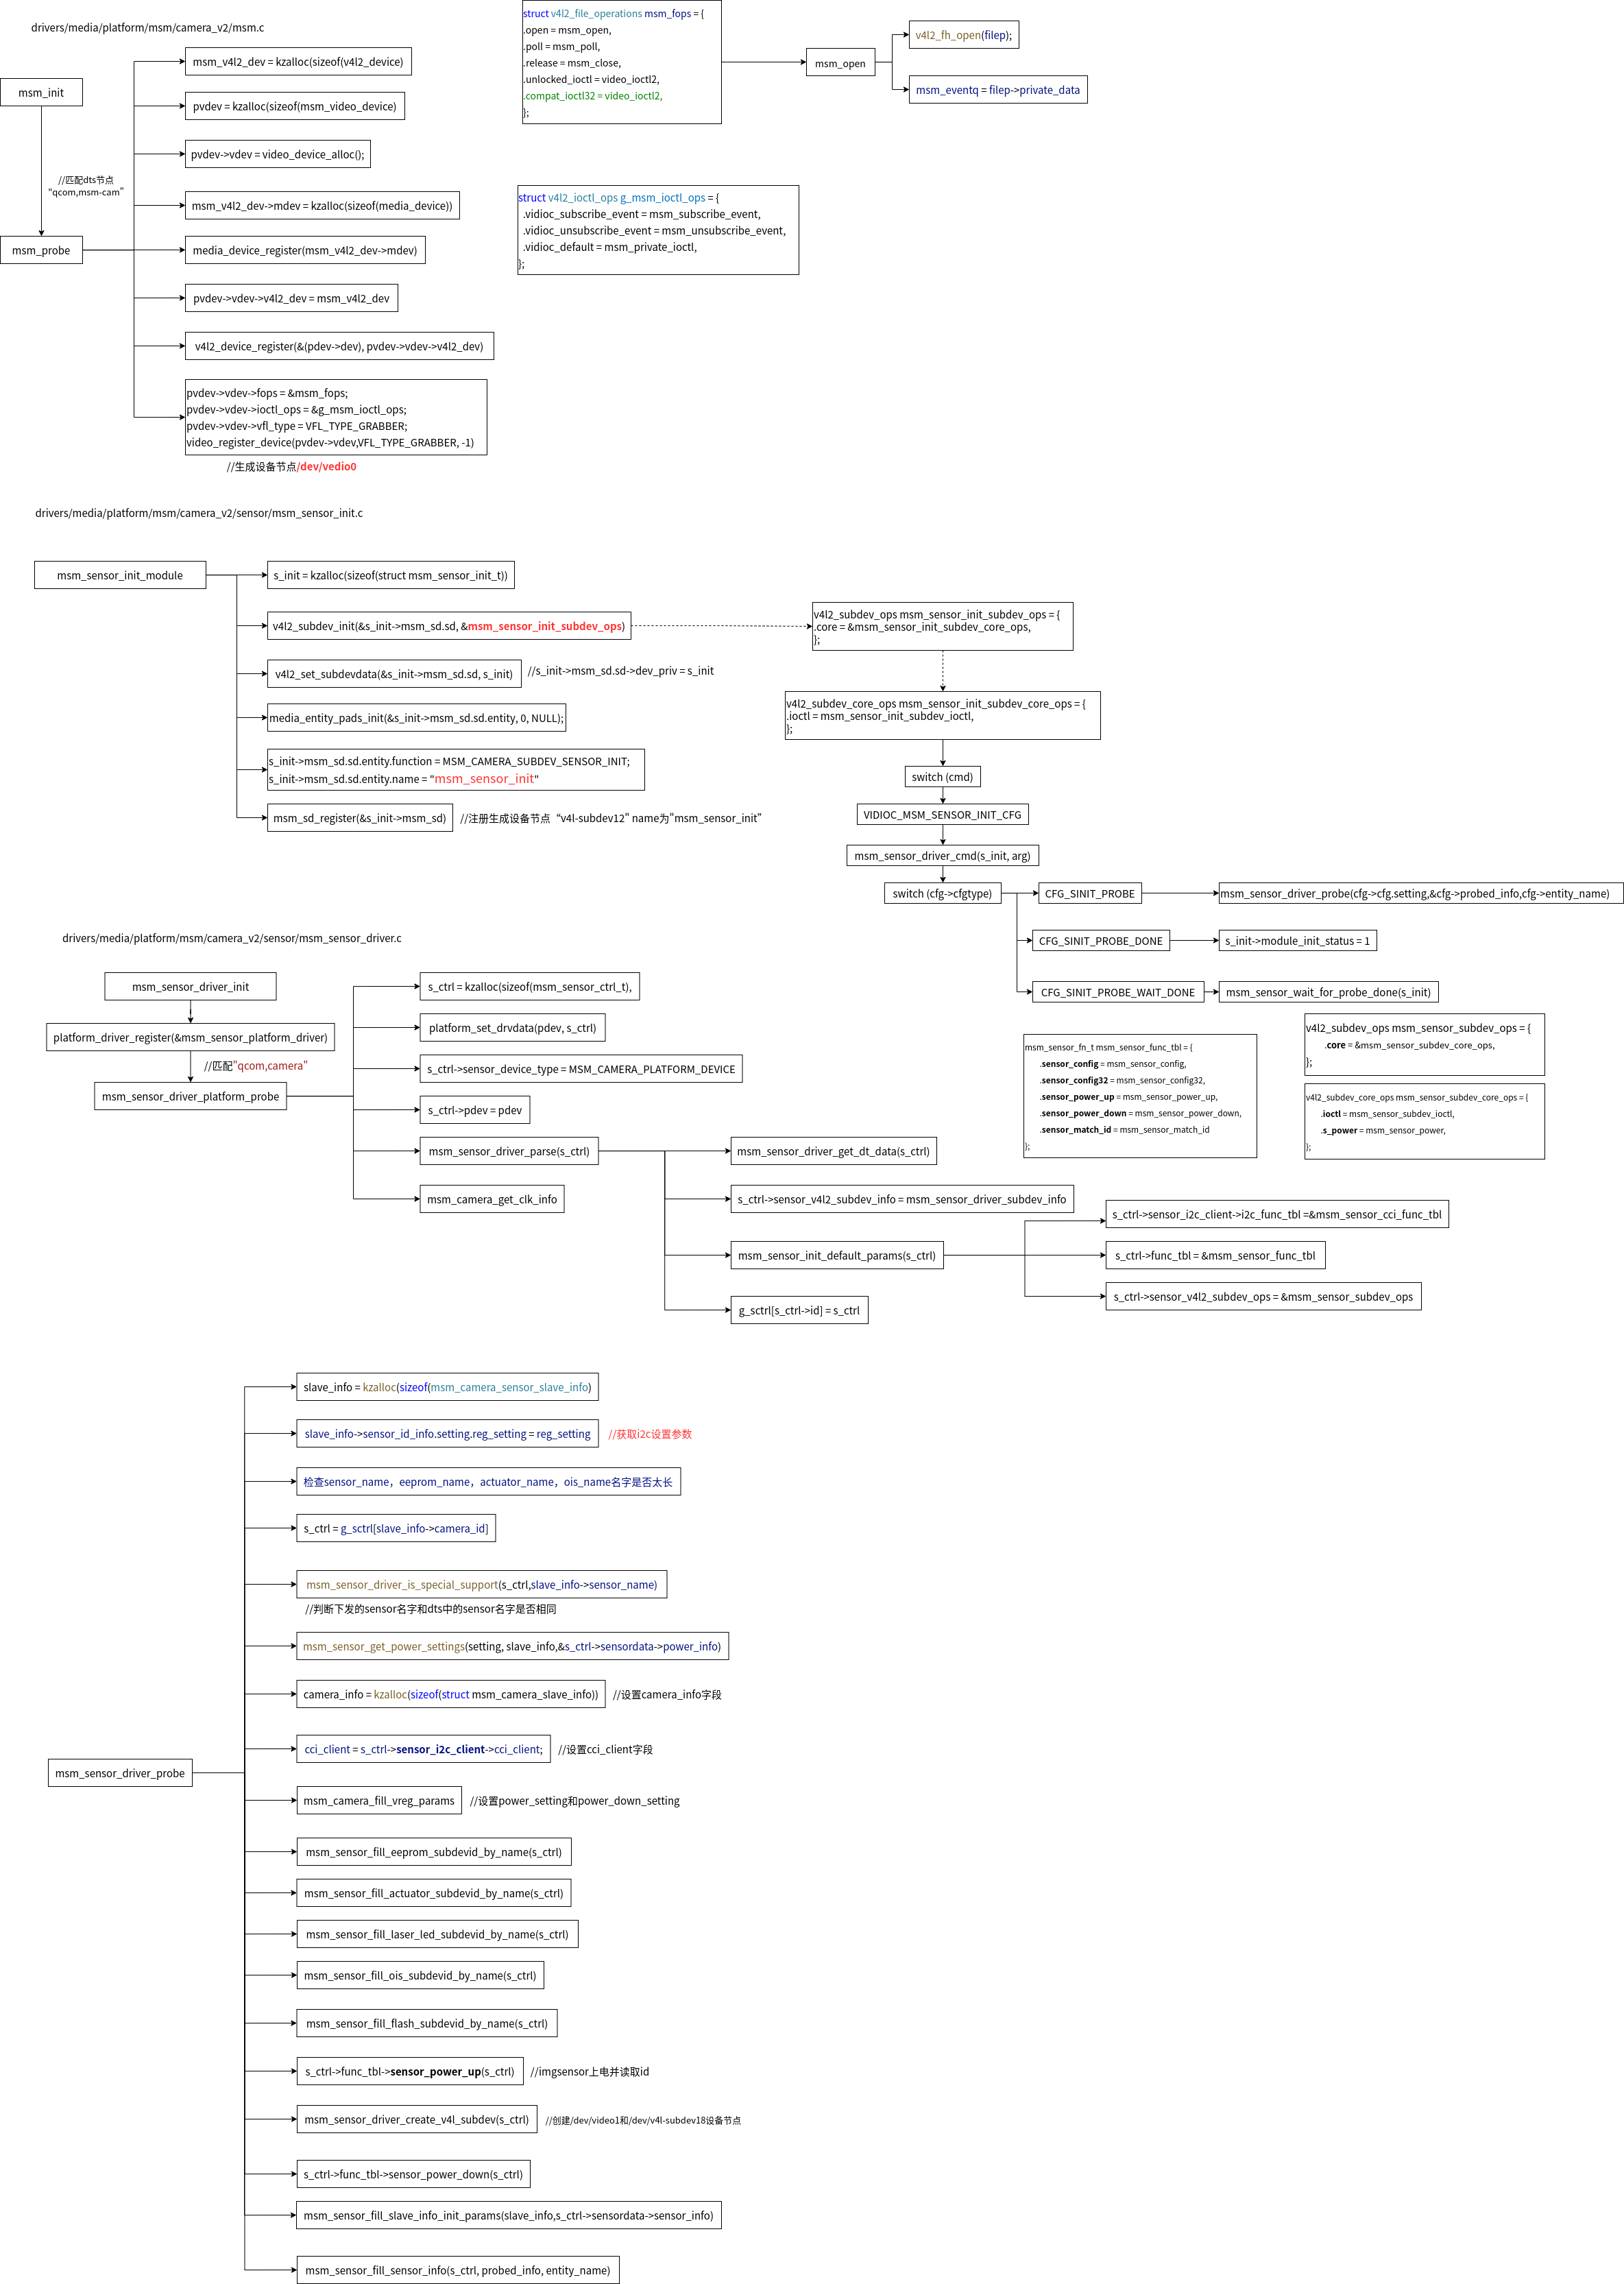 drivers/media/platform/msm/camera_v2/msm.c
msm_init
//匹配dts节点
"qcom,msm-cam"
msm_probe
msm_v4l2_dev = kzalloc(sizeof(v4l2_device)
pvdev = kzalloc(sizeof(msm_video_device)
pvdev->vdev = video_device_alloc();
msm_v4l2_dev->mdev = kzalloc(sizeof(media_device))
media_device_register(msm_v4l2_dev->mdev)
pvdev->vdev->v4l2_dev = msm_v4l2_dev
v4l2_device_register(&(pdev->dev), pvdev->vdev->v4l2_dev)
pvdev->vdev->fops = &msm_fops;
pvdev->vdev->ioctl_ops = &g_msm_ioctl_ops;
pvdev->vdev->vfl_type = VFL_TYPE_GRABBER;
video_register_device(pvdev->vdev,VFL_TYPE_GRABBER, -1)
//生成设备节点/dev/vedio0
struct v4l2_file_operations msm_fops = {
.open = msm_open,
.poll = msm_poll,
.release = msm_close,
.unlocked_ioctl = video_ioctl2,
.compat_ioctl32 = video_ioctl2,
};
msm_open
v4l2_fh_open(filep);
msm_eventq = filep->private_data
struct v4l2_ioctl_ops g_msm_ioctl_ops = {
.vidioc_subscribe_event = msm_subscribe_event,
.vidioc_unsubscribe_event = msm_unsubscribe_event,
.vidioc_default = msm_private_ioctl,
};
drivers/media/platform/msm/camera_v2/sensor/msm_sensor_init.c
msm_sensor_init_module
s_init = kzalloc(sizeof(struct msm_sensor_init_t))
v4l2_subdev_init(&s_init->msm_sd.sd, &msm_sensor_init_subdev_ops)
v4l2_set_subdevdata(&s_init->msm_sd.sd, s_init)
//s_init->msm_sd.sd->dev_priv = s_init
media_entity_pads_init(&s_init->msm_sd.sd.entity, 0, NULL);
s_init->msm_sd.sd.entity.function = MSM_CAMERA_SUBDEV_SENSOR_INIT;
s_init->msm_sd.sd.entity.name = "msm_sensor_init"
msm_sd_register(&s_init->msm_sd)
//注册生成设备节点 “v4l-subdev12" name为"msm_sensor_init”
v4l2_subdev_ops msm_sensor_init_subdev_ops = {
.core = &msm_sensor_init_subdev_core_ops,
};
v4l2_subdev_core_ops msm_sensor_init_subdev_core_ops = {
.ioctl = msm_sensor_init_subdev_ioctl,
};
switch (cmd)
VIDIOC_MSM_SENSOR_INIT_CFG
msm_sensor_driver_cmd(s_init, arg)
switch (cfg->cfgtype)
CFG_SINIT_PROBE
msm_sensor_driver_probe(cfg->cfg.setting,&cfg->probed_info,cfg->entity_name)
CFG_SINIT_PROBE_DONE
s_init->module_init_status = 1
CFG_SINIT_PROBE_WAIT_DONE
msm_sensor_wait_for_probe_done(s_init)
drivers/media/platform/msm/camera_v2/sensor/msm_sensor_driver.c
msm_sensor_driver_init
platform_driver_register(&msm_sensor_platform_driver)
//匹配"qcom,camera"
msm_sensor_driver_platform_probe
s_ctrl = kzalloc(sizeof(msm_sensor_ctrl_t),
platform_set_drvdata(pdev, s_ctrl)
s_ctrl->sensor_device_type = MSM_CAMERA_PLATFORM_DEVICE
s_ctrl->pdev = pdev
msm_sensor_driver_parse(s_ctrl)
msm_camera_get_clk_info
msm_sensor_driver_get_dt_data(s_ctrl)
s_ctrl->sensor_v4l2_subdev_info = msm_sensor_driver_subdev_info
msm_sensor_init_default_params(s_ctrl)
g_sctrl[s_ctrl->id] = s_ctrl
msm_sensor_fn_t msm_sensor_func_tbl = {
.sensor_config = msm_sensor_config,
.sensor_config32 = msm_sensor_config32,
.sensor_power_up = msm_sensor_power_up,
.sensor_power_down = msm_sensor_power_down,
.sensor_match_id = msm_sensor_match_id
};
v4l2_subdev_ops msm_sensor_subdev_ops = {
.core = &msm_sensor_subdev_core_ops,
};
v4l2_subdev_core_ops msm_sensor_subdev_core_ops = {
.ioctl = msm_sensor_subdev_ioctl,
.s_power = msm_sensor_power,
};
s_ctrl->sensor_i2c_client->i2c_func_tbl =&msm_sensor_cci_func_tbl
s_ctrl->func_tbl = &msm_sensor_func_tbl
s_ctrl->sensor_v4l2_subdev_ops = &msm_sensor_subdev_ops
msm_sensor_driver_probe
slave_info = kzalloc(sizeof(msm_camera_sensor_slave_info)
slave_info->sensor_id_info.setting.reg_setting = reg_setting
//获取i2c设置参数
检查sensor_name，eeprom_name，actuator_name，ois_name名字是否太长
s_ctrl = g_sctrl[slave_info->camera_id]
msm_sensor_driver_is_special_support(s_ctrl,slave_info->sensor_name)
//判断下发的sensor名字和dts中的sensor名字是否相同
msm_sensor_get_power_settings(setting, slave_info,&s_ctrl->sensordata->power_info)
camera_info = kzalloc(sizeof(struct msm_camera_slave_info))
//设置camera_info字段
cci_client = s_ctrl->sensor_i2c_client->cci_client;
//设置cci_client字段
msm_camera_fill_vreg_params
//设置power_setting和power_down_setting
msm_sensor_fill_eeprom_subdevid_by_name(s_ctrl)
msm_sensor_fill_actuator_subdevid_by_name(s_ctrl)
msm_sensor_fill_laser_led_subdevid_by_name(s_ctrl)
msm_sensor_fill_ois_subdevid_by_name(s_ctrl)
msm_sensor_fill_flash_subdevid_by_name(s_ctrl)
s_ctrl->func_tbl->sensor_power_up(s_ctrl)
//imgsensor上电并读取id
msm_sensor_driver_create_v4l_subdev(s_ctrl)
//创建/dev/video1和/dev/v4l-subdev18设备节点
s_ctrl->func_tbl->sensor_power_down(s_ctrl)
msm_sensor_fill_slave_info_init_params(slave_info,s_ctrl->sensordata->sensor_info)
msm_sensor_fill_sensor_info(s_ctrl, probed_info, entity_name)